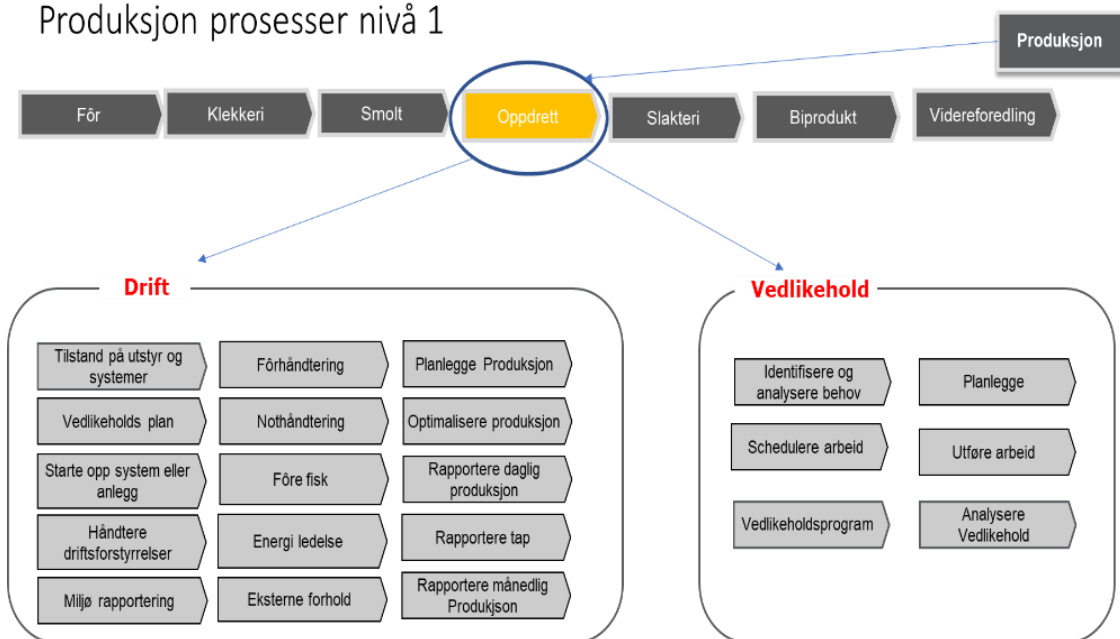 Produksjon prosesser nivå 1
Produksjon
Fôr
Klekkeri
Smolt
Oppdrett
Slakteri
Biprodukt
Videreforedling
Drift
Tilstand på utstyr og
systemer
Fôrhåndtering
Planlegge Produksjon
Vedlikeholds plan
Nothåndtering
Optimalisere produksjon
Starte opp system eller
anlegg
Fôre fisk
Rapportere daglig
produksjon
Håndtere
driftsforstyrrelser
Energi ledelse
Rapportere tap
Miljø rapportering
Eksterne forhold
Rapportere månedlig
Produkjson
Vedlikehold
Identifisere og
analysere behov
Planlegge
Schedulere arbeid
Utføre arbeid
Vedlikeholdsprogram
Analysere
Vedlikehold